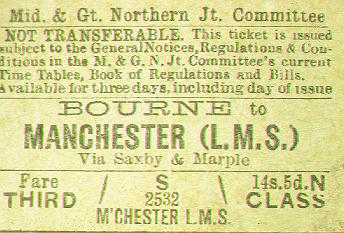 Mid. & Gt. Northern Jt. Committee
NOT TRANSFERABLE. This ticket is issued
subject to the General Notices, Regulations & Con-
ditions in the M. & G. N. Jt. Committee's current
Time Tables, Book of Regulations and Bills.
Available for three days, including day of issue
BOURNE to
MANCHESTER (L.M.S.)
Via Saxby & Marple
Fare / S / 14s.5d.N
THIRD 2532 CLASS
M'CHESTER L.M.S.